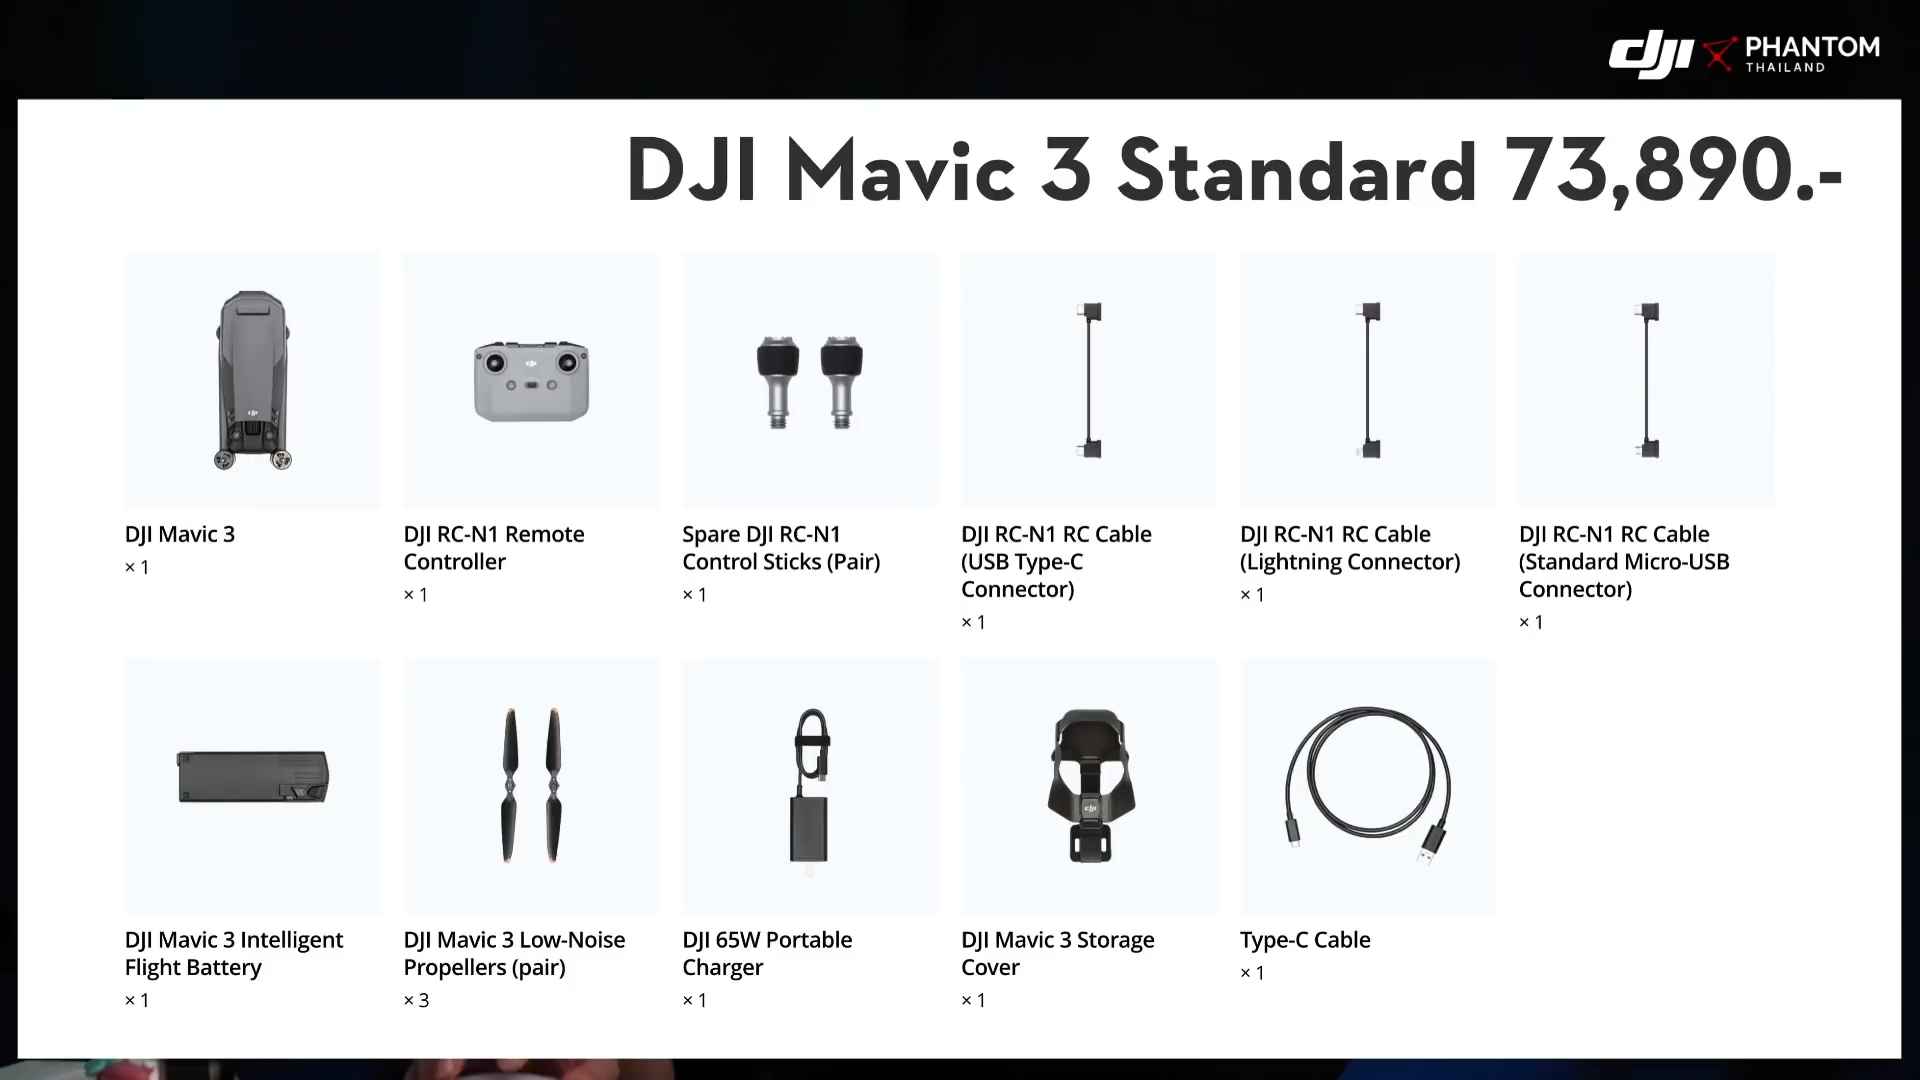 dji PHANTOM
THAILAND
DJI Mavic 3 Standard 73,890.-
DJI Mavic 3
× 1
DJI RC-N1 Remote
Controller
× 1
Spare DJI RC-N1
Control Sticks (Pair)
× 1
DJI RC-N1 RC Cable
(USB Type-C
Connector)
× 1
DJI RC-N1 RC Cable
(Lightning Connector)
× 1
DJI RC-N1 RC Cable
(Standard Micro-USB
Connector)
× 1
DJI Mavic 3 Intelligent
Flight Battery
× 1
DJI Mavic 3 Low-Noise
Propellers (pair)
× 3
DJI 65W Portable
Charger
× 1
DJI Mavic 3 Storage
Cover
× 1
Type-C Cable
× 1